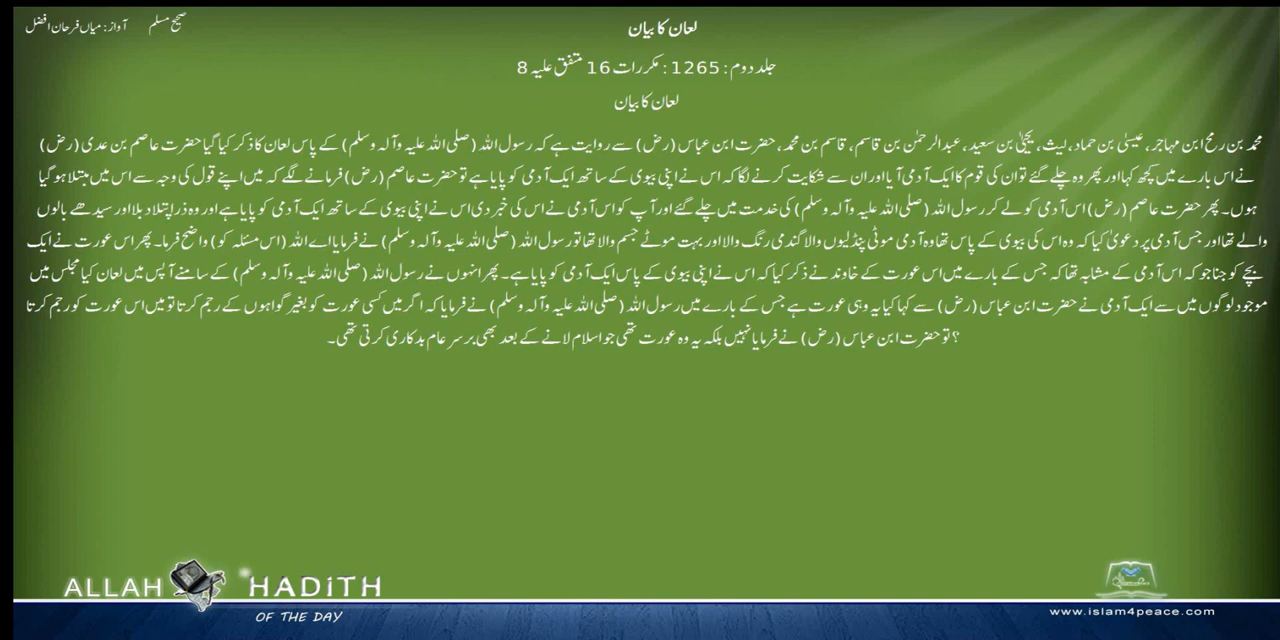 لعان کا بیان
صحیح مسلم آواز: میاں فرحان افضل
جلد دوم : 1265 : مکررات 16 متفق علیہ 8
لعان کا بیان
محمد بن رمح ابن مہاجر، عیسیٰ بن حماد، لیث، یحییٰ بن سعید، عبدالرحمٰن بن قاسم، قاسم بن محمد، حضرت ابن عباس (رض) سے روایت ہے کہ رسول اللہ (صلی اللہ علیہ وآلہ وسلم) کے پاس لعان کا ذکر کیا گیا حضرت عاصم بن عدی (رض)
نے اس بارے میں کچھ کہا اور پھر وہ چلے گئے تو ان کی قوم کا ایک آدمی آیا اور ان سے شکایت کرنے لگا کہ اس نے اپنی بیوی کے ساتھ ایک آدمی کو پایا ہے تو حضرت عاصم (رض) فرمانے لگے کہ میں اپنے قول کی وجہ سے اس میں مبتلا ہو گیا
ہوں۔ پھر حضرت عاصم (رض) اس آدمی کو لے کر رسول اللہ (صلی اللہ علیہ وآلہ وسلم) کی خدمت میں چلے گئے اور آپ کو اس آدمی نے اس کی خبر دی اس نے اپنی بیوی کے ساتھ ایک آدمی کو پایا ہے اور وہ ذرا پتلا دبلا اور سیدھے بالوں
والے تھا اور جس آدمی پر دعویٰ کیا کہ وہ اس کی بیوی کے پاس تھا وہ آدمی موٹی پنڈلیوں والا گندمی رنگ والا اور بہت موٹے جسم والا تھا تو رسول اللہ (صلی اللہ علیہ وآلہ وسلم) نے فرمایا اے اللہ (اس مسئلہ کو) واضح فرما۔ پھر اس عورت نے ایک
بچے کو جنا جو کہ اس آدمی کے مشابہ تھا کہ جس کے بارے میں اس عورت کے خاوند نے ذکر کیا کہ اس نے اپنی بیوی کے پاس ایک آدمی کو پایا ہے۔ پھر انہوں نے رسول اللہ (صلی اللہ علیہ وآلہ وسلم) کے سامنے آپس میں لعان کیا مجلس میں
موجود لوگوں میں سے ایک آدمی نے حضرت ابن عباس (رض) سے کہا کیا یہ وہی عورت ہے جس کے بارے میں رسول اللہ (صلی اللہ علیہ وآلہ وسلم) نے فرمایا کہ اگر میں کسی عورت کو بغیر گواہوں کے رجم کرتا تو میں اس عورت کو رجم کرتا
؟ تو حضرت ابن عباس (رض) نے فرمایا نہیں بلکہ یہ وہ عورت تھی جو اسلام لانے کے بعد بھی برسر عام بدکاری کرتی تھی۔
ALLAH HADITH
OF THE DAY
www.islam4peace.com